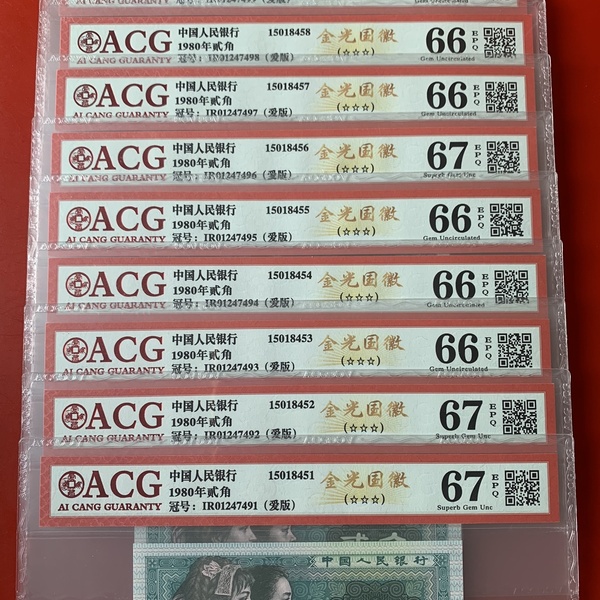 ACG
AI CANG GUARANTY
中国人民银行 15018458 金光国徽 66 EPQ
1980年贰角 (☆☆☆)
冠号：IR01247498（爱版） Gem Uncirculated
ACG
AI CANG GUARANTY
中国人民银行 15018457 金光国徽 66 EPQ
1980年贰角 (☆☆☆)
冠号：IR01247497（爱版） Gem Uncirculated
ACG
AI CANG GUARANTY
中国人民银行 15018456 金光国徽 67 EPQ
1980年贰角 (☆☆☆)
冠号：IR01247496（爱版） Superb Gem Unc
ACG
AI CANG GUARANTY
中国人民银行 15018455 金光国徽 66 EPQ
1980年贰角 (☆☆☆)
冠号：IR01247495（爱版） Gem Uncirculated
ACG
AI CANG GUARANTY
中国人民银行 15018454 金光国徽 66 EPQ
1980年贰角 (☆☆☆)
冠号：IR01247494（爱版） Gem Uncirculated
ACG
AI CANG GUARANTY
中国人民银行 15018453 金光国徽 66 EPQ
1980年贰角 (☆☆☆)
冠号：IR01247493（爱版） Gem Uncirculated
ACG
AI CANG GUARANTY
中国人民银行 15018452 金光国徽 67 EPQ
1980年贰角 (☆☆☆)
冠号：IR01247492（爱版） Superb Gem Unc
ACG
AI CANG GUARANTY
中国人民银行 15018451 金光国徽 67 EPQ
1980年贰角 (☆☆☆)
冠号：IR01247491（爱版） Superb Gem Unc
中国人民银行